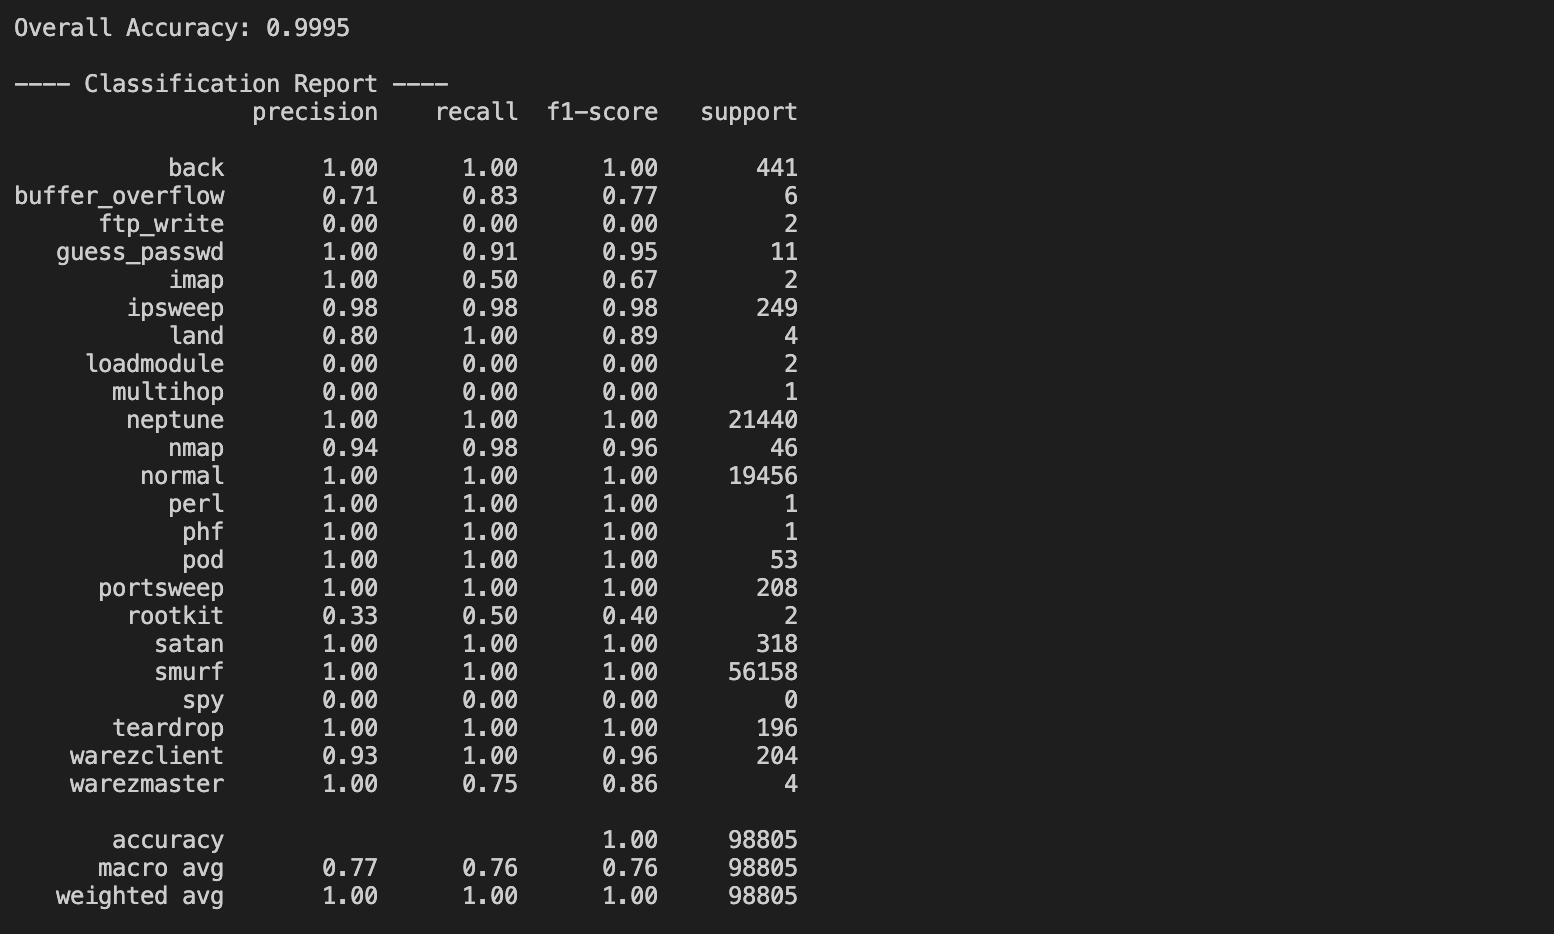 Overall Accuracy: 0.9995
---- Classification Report ----
precision recall f1-score support
back 1.00 1.00 1.00 441
buffer_overflow 0.71 0.83 0.77 6
ftp_write 0.00 0.00 0.00 2
guess_passwd 1.00 0.91 0.95 11
imap 1.00 0.50 0.67 2
ipsweep 0.98 0.98 0.98 249
land 0.80 1.00 0.89 4
loadmodule 0.00 0.00 0.00 2
multihop 0.00 0.00 0.00 1
neptune 1.00 1.00 1.00 21440
nmap 0.94 0.98 0.96 46
normal 1.00 1.00 1.00 19456
perl 1.00 1.00 1.00 1
phf 1.00 1.00 1.00 1
pod 1.00 1.00 1.00 53
portsweep 1.00 1.00 1.00 208
rootkit 0.33 0.50 0.40 2
satan 1.00 1.00 1.00 318
smurf 1.00 1.00 1.00 56158
spy 0.00 0.00 0.00 0
teardrop 1.00 1.00 1.00 196
warezclient 0.93 1.00 0.96 204
warezmaster 1.00 0.75 0.86 4
accuracy 1.00 98805
macro avg 0.77 0.76 0.76 98805
weighted avg 1.00 1.00 1.00 98805